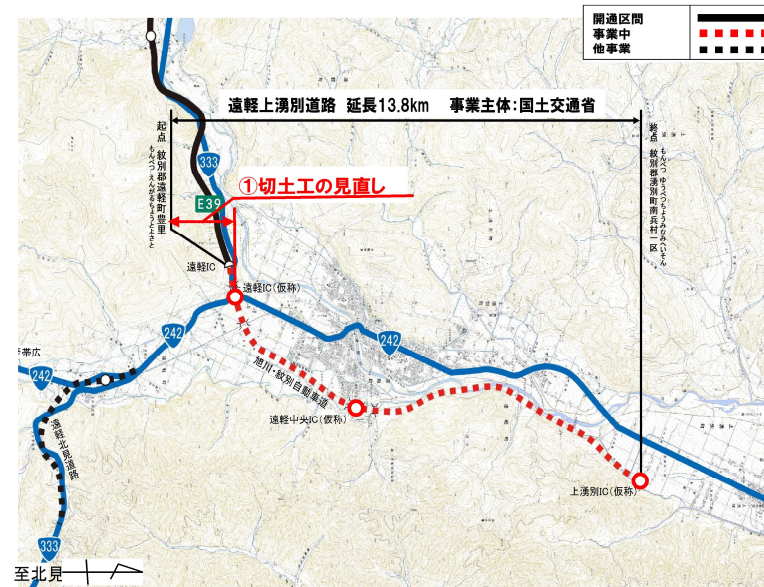 開通区間
事業中
他事業
遠軽上湧別道路 延長13.8km 事業主体:国土交通省
起点 紋別郡遠軽町豊里
もんべつ えんがるちょうとよさと
終点 紋別郡湧別町南兵村一区
もんべつ ゆうべつちょうみなみへいそん
333
①切土工の見直し
E39
遠軽IC
遠軽IC(仮称)
242
242
至帯広
242
旭川・紋別自動車道
遠軽中央IC(仮称)
遠軽北見道路
上湧別IC(仮称)
333
至北見